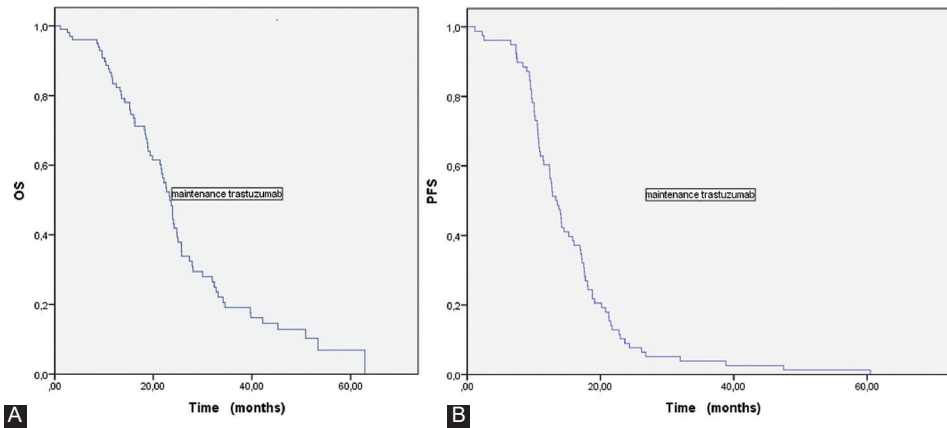 1,0
0,8
0,6
0,4
0,2
0,0
OS
maintenance trastuzumab
,00
20,00
40,00
60,00
Time (months)
A
1,0
0,8
0,6
0,4
0,2
0,0
PFS
maintenance trastuzumab
,00
20,00
40,00
60,00
Time (months)
B